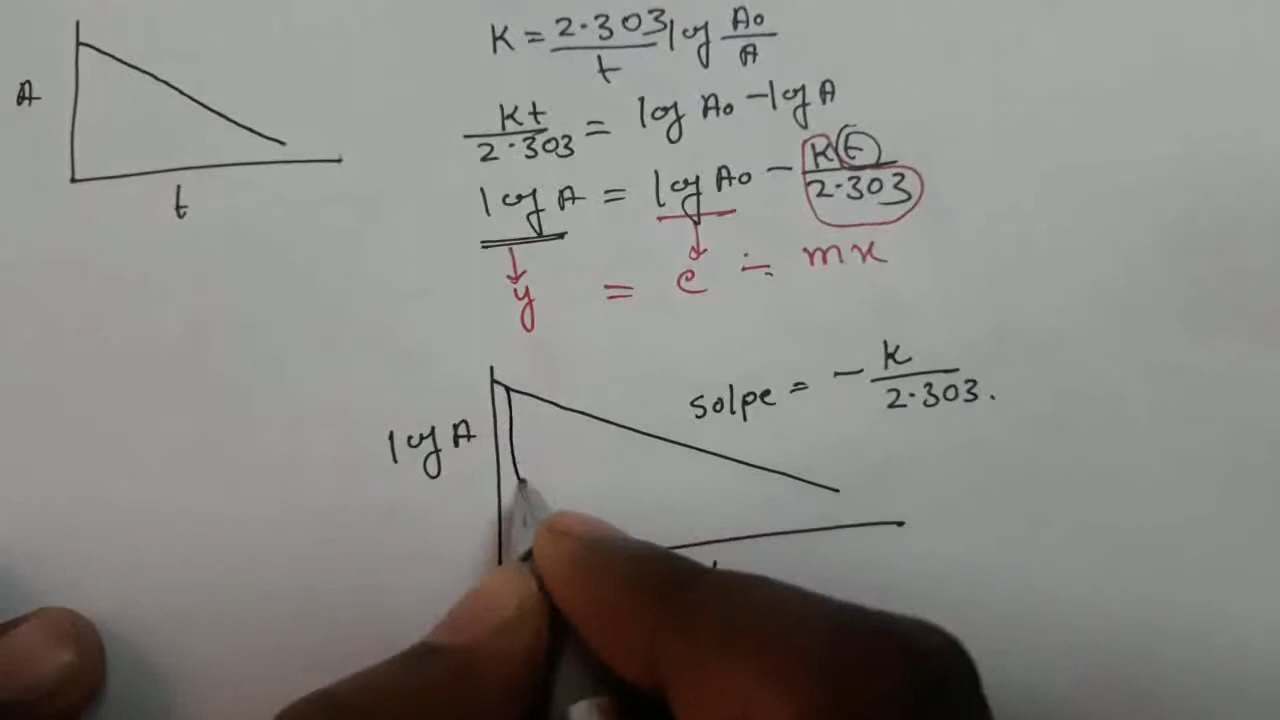 A
t
K = 2.303/t log A₀/A
Kt/2.303 = log A₀ - log A
log A = log A₀ - K t/2.303
y = c - mx
log A
solpe = - K/2.303.